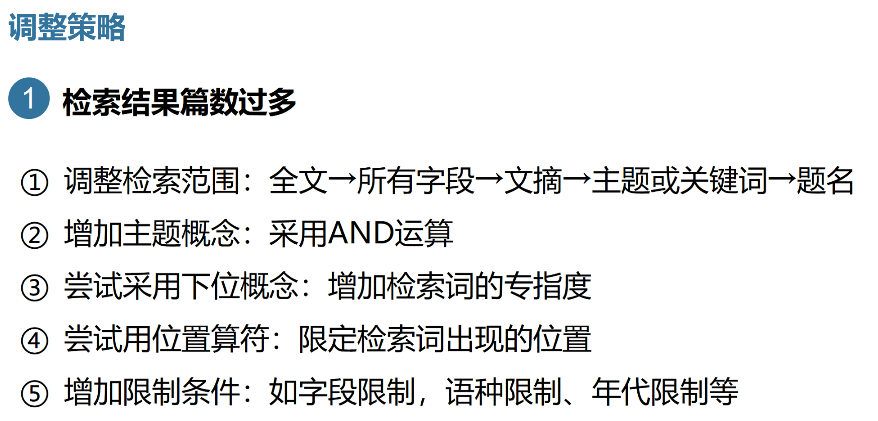 调整策略
1 检索结果篇数过多
① 调整检索范围：全文→所有字段→文摘→主题或关键词→题名
② 增加主题概念：采用AND运算
③ 尝试采用下位概念：增加检索词的专指度
④ 尝试用位置算符：限定检索词出现的位置
⑤ 增加限制条件：如字段限制，语种限制、年代限制等